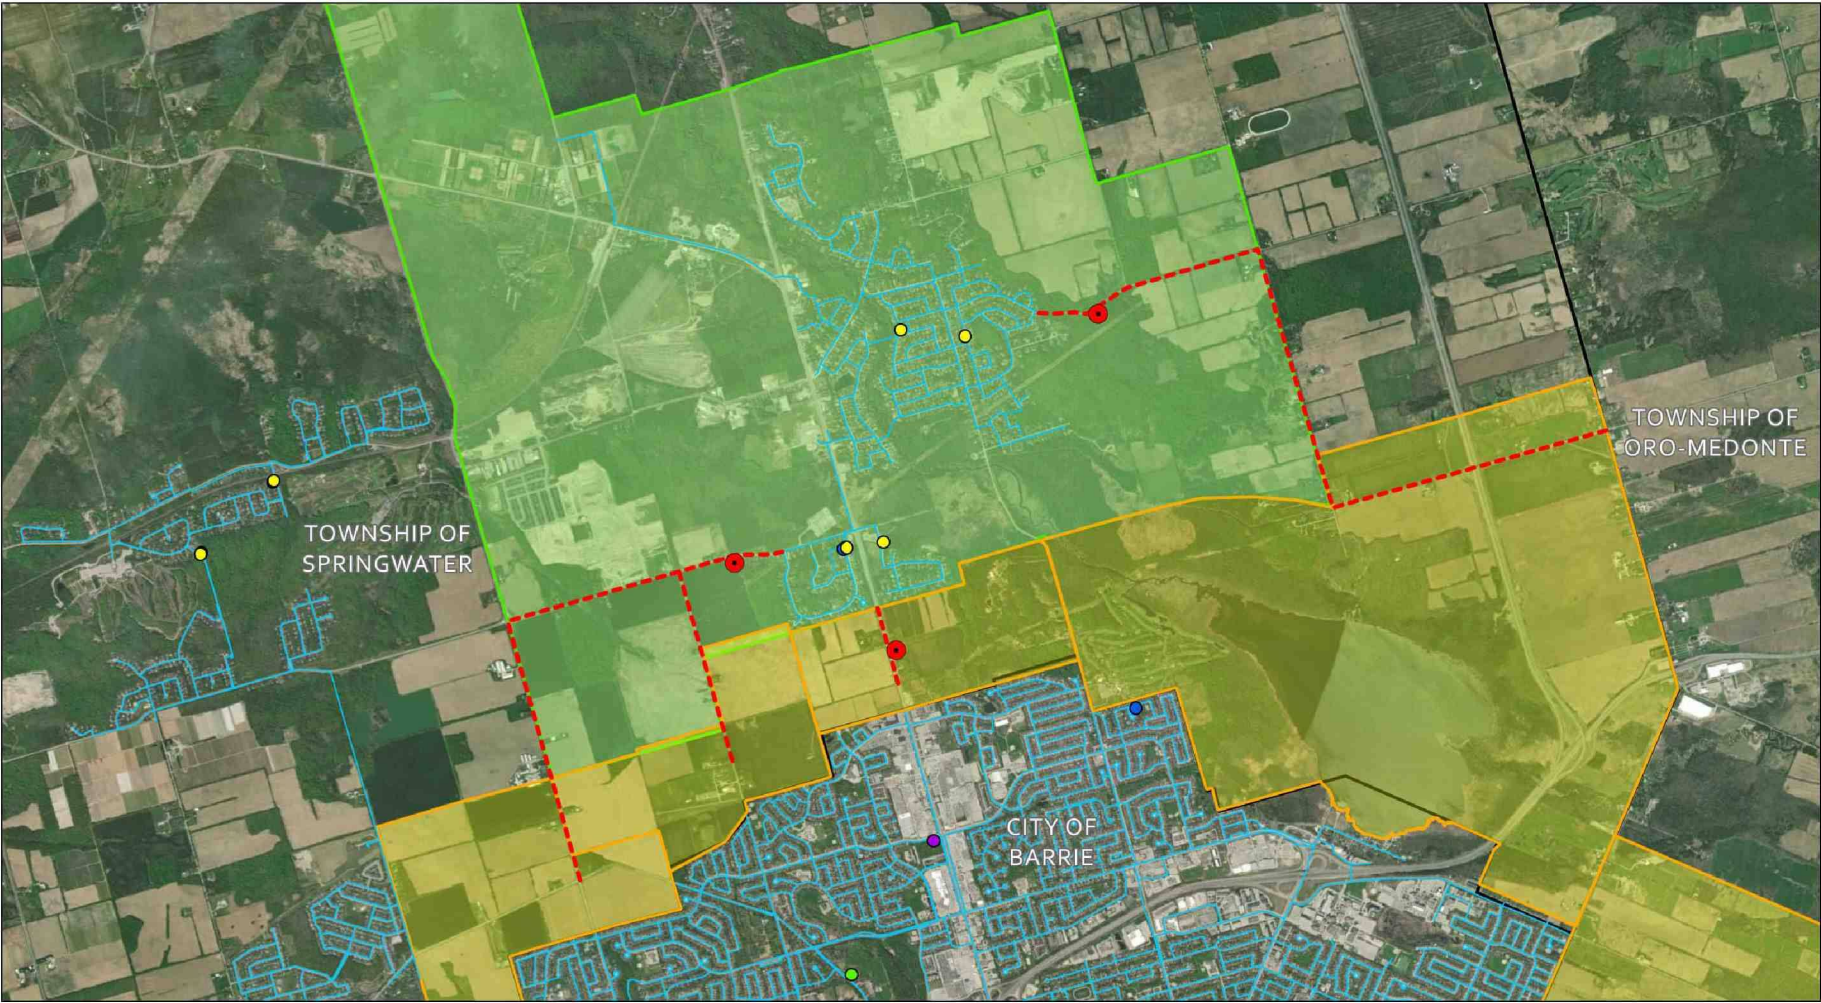 TOWNSHIP OF
ORO-MEDONTE
TOWNSHIP OF
SPRINGWATER
CITY OF
BARRIE